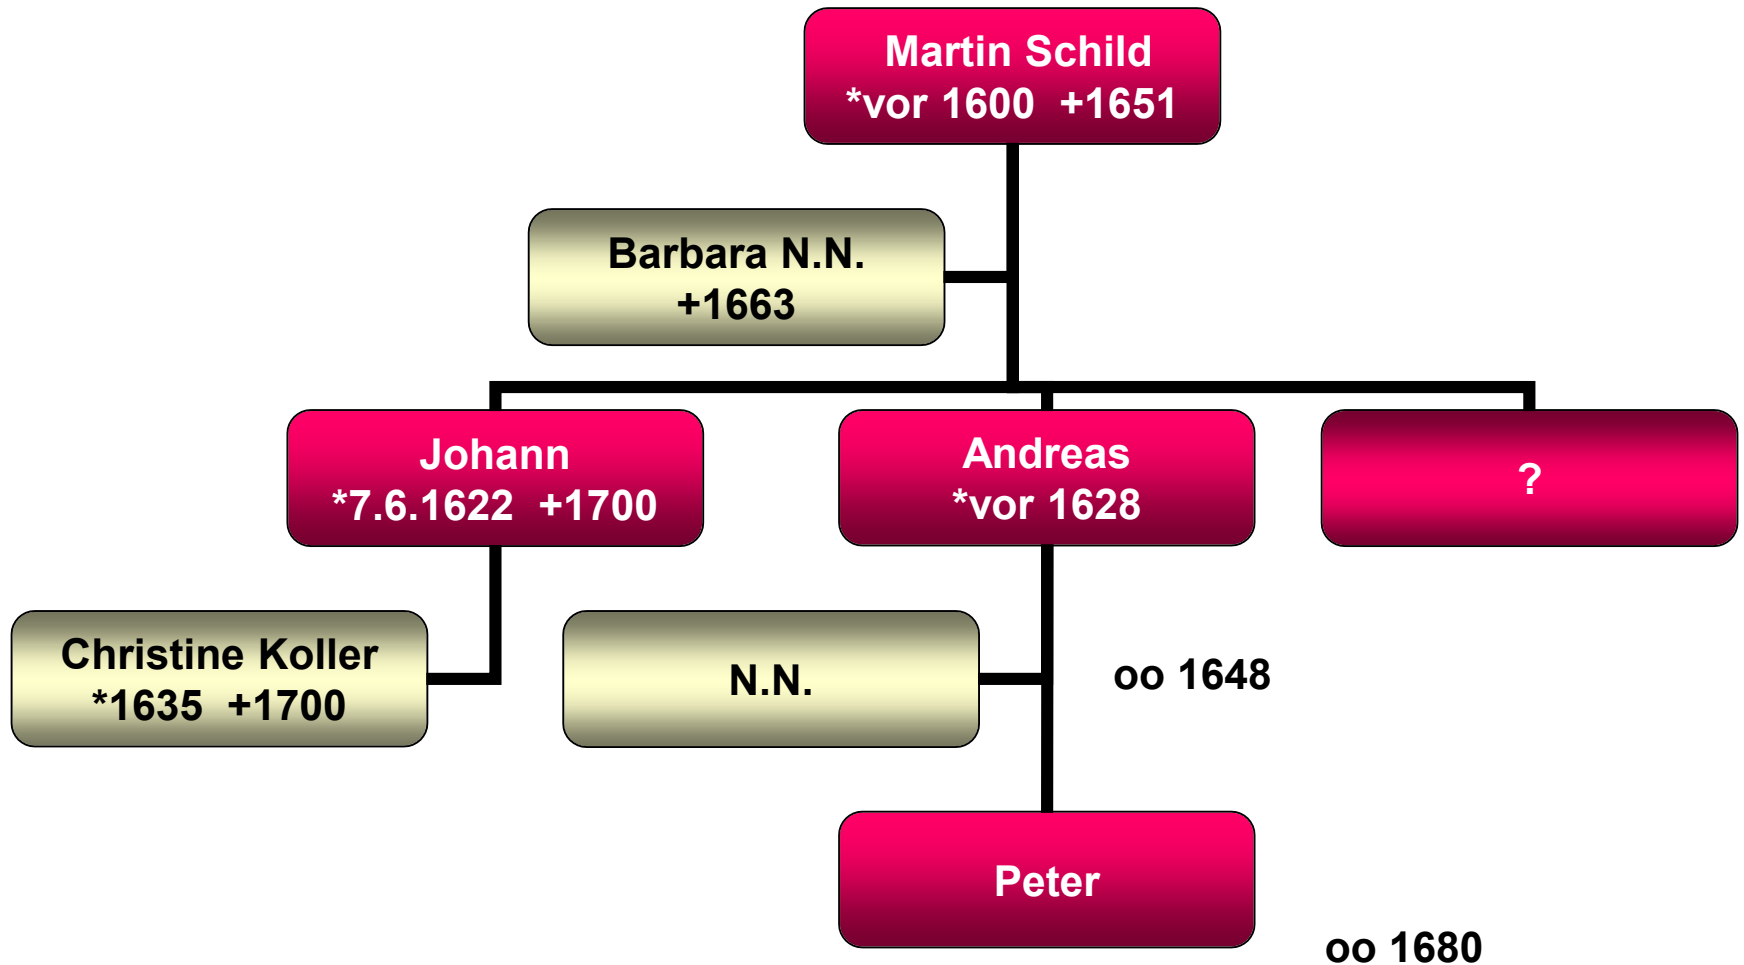 Martin Schild
*vor 1600  +1651
Barbara N.N.
+1663
Johann
*7.6.1622  +1700
Andreas
*vor 1628
?
Christine Koller
*1635  +1700
N.N.
oo 1648
Peter
oo 1680